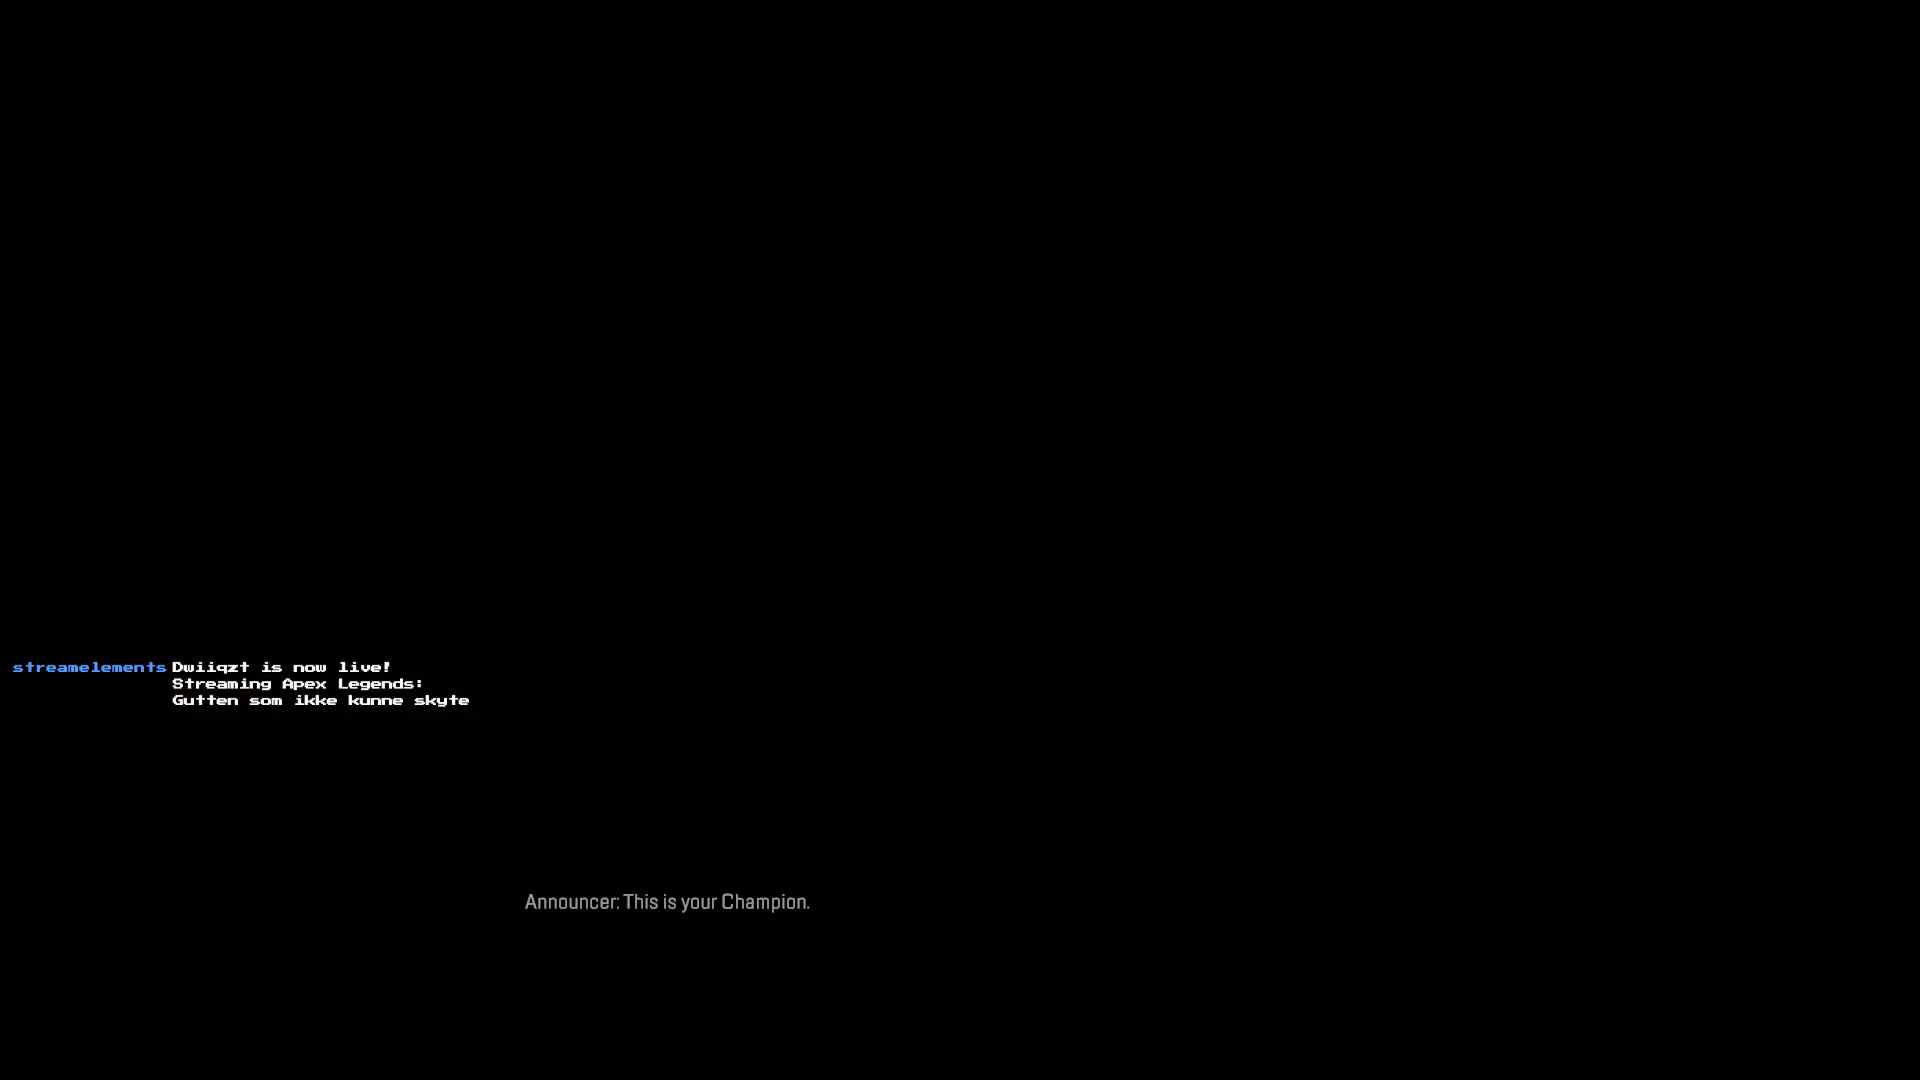 streamelements Dwiiqzt is now live!
Streaming Apex Legends:
Gutten som ikke kunne skyte
Announcer: This is your Champion.